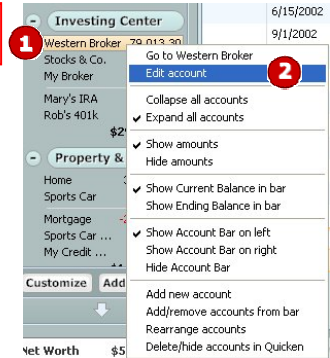 6/15/2002
Investing Center
1
9/1/2002
Western Broker 79,013.30
Go to Western Broker
Stocks & Co.
Edit account
2
My Broker
Collapse all accounts
Mary's IRA
Expand all accounts
Rob's 401k
Show amounts
Property &
Hide amounts
Home
Show Current Balance in bar
Sports Car
Show Ending Balance in bar
Mortgage
Show Account Bar on left
Sports Car ...
Show Account Bar on right
My Credit ...
Hide Account Bar
Customize Add
Add new account
Add/remove accounts from bar
Rearrange accounts
Net Worth $5
Delete/hide accounts in Quicken